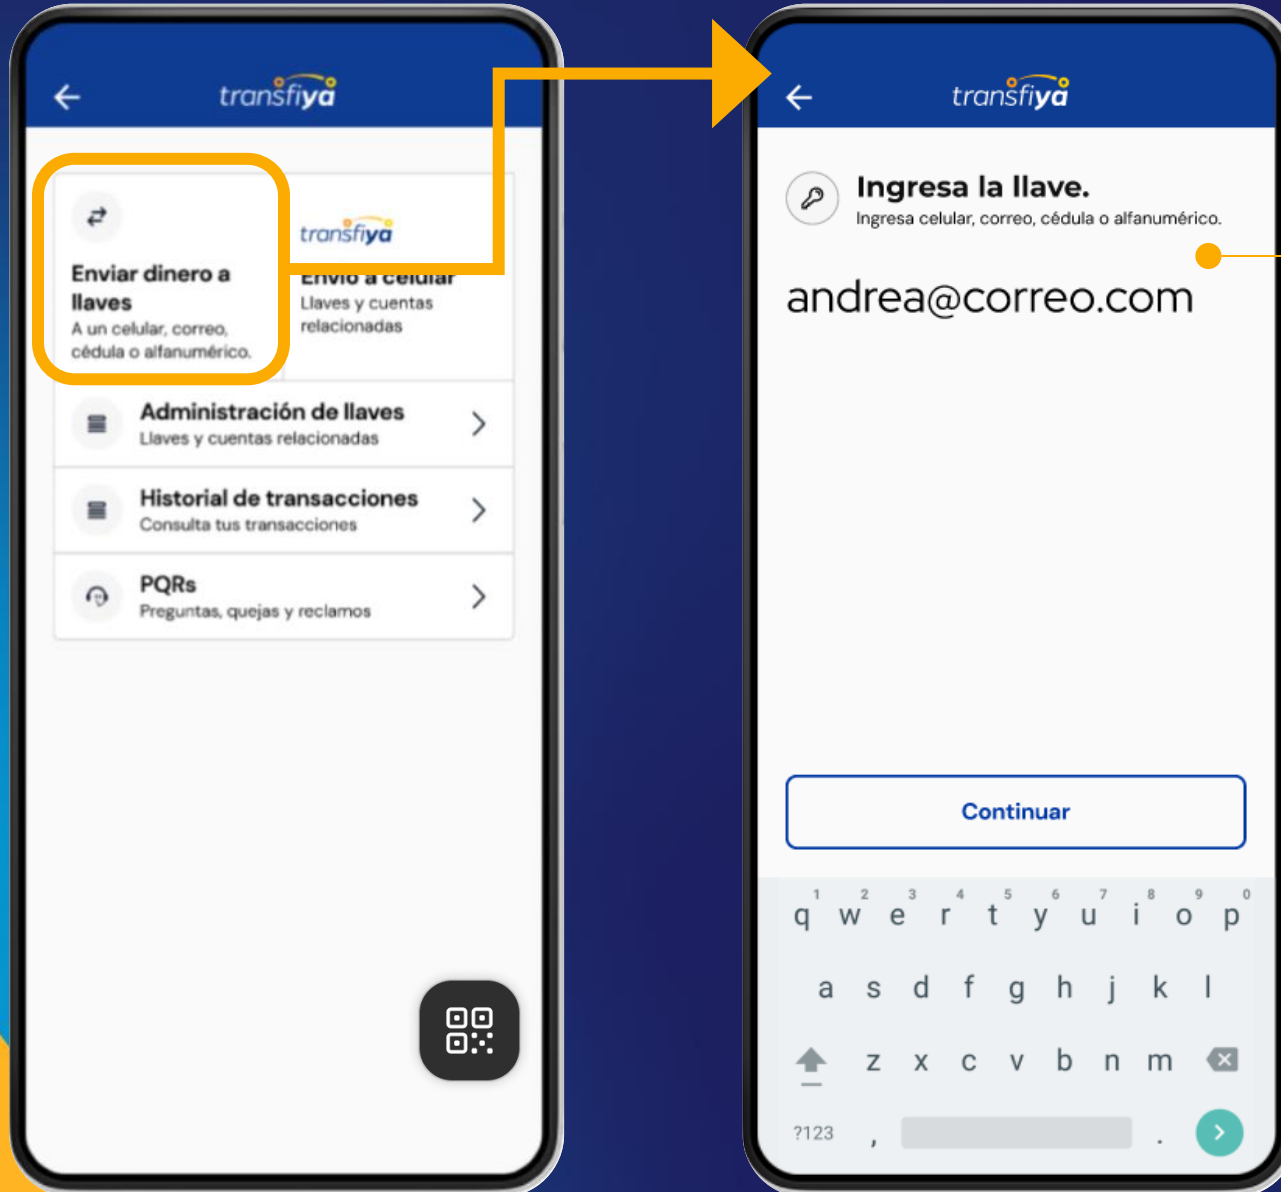 transfiya
Enviar dinero a
llaves
A un celular, correo,
cédula o alfanumérico.
transfiya
Envío a celular
Llaves y cuentas
relacionadas
Administración de llaves
Llaves y cuentas relacionadas
Historial de transacciones
Consulta tus transacciones
PQRs
Preguntas, quejas y reclamos
transfiya
Ingresa la llave.
Ingresa celular, correo, cédula o alfanumérico.
andrea@correo.com
Continuar
1 2 3 4 5 6 7 8 9 0
q w e r t y u i o p
a s d f g h j k l
z x c v b n m
?123 , .